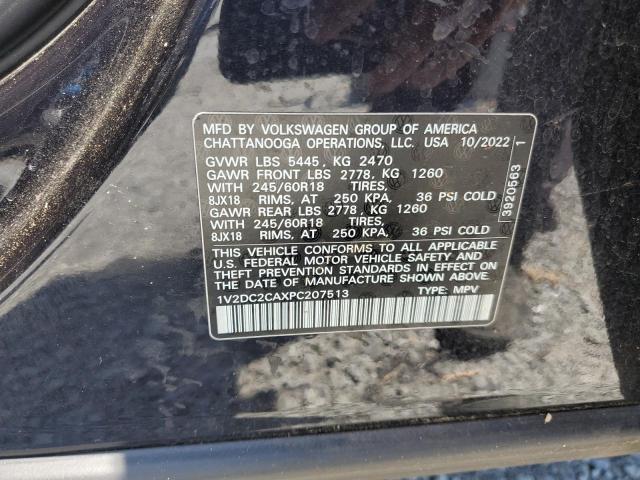 MFD BY VOLKSWAGEN GROUP OF AMERICA
CHATTANOOGA OPERATIONS, LLC. USA 10/2022
GVWR LBS 5445, KG 2470
GAWR FRONT LBS 2778, KG 1260
WITH 245/60R18 TIRES,
8JX18 RIMS, AT 250 KPA. 36 PSI COLD
GAWR REAR LBS 2778, KG 1260
WITH 245/60R18 TIRES,
8JX18 RIMS, AT 250 KPA. 36 PSI COLD
THIS VEHICLE CONFORMS TO ALL APPLICABLE
U.S. FEDERAL MOTOR VEHICLE SAFETY AND
THEFT PREVENTION STANDARDS IN EFFECT ON
THE DATE OF MANUFACTURE SHOWN ABOVE.
1V2DC2CAXPC207513 TYPE: MPV
3920563 1